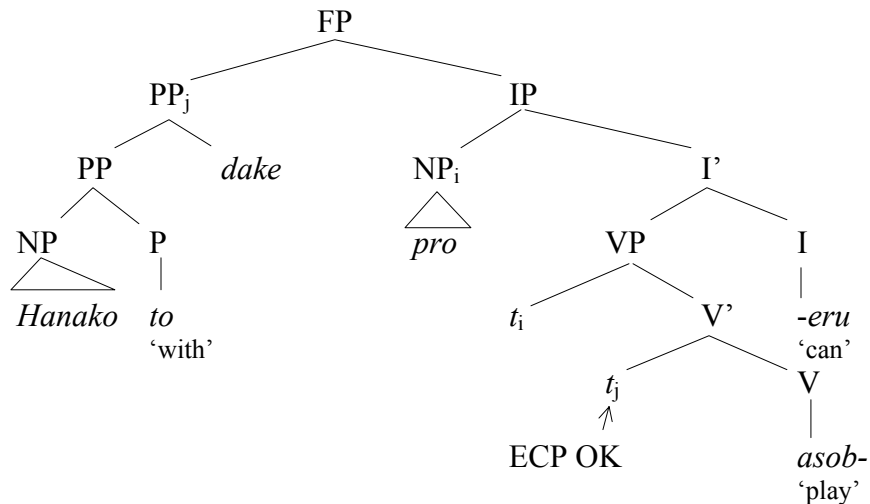 FP
PPj IP
PP dake NPi I’
NP P pro VP I
Hanako to ti V’ -eru
‘with’ ‘can’
tj V
ECP OK asob-
‘play’